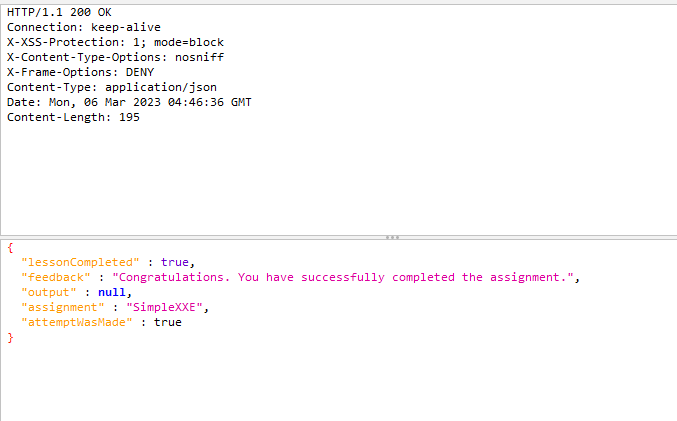 HTTP/1.1 200 OK
Connection: keep-alive
X-XSS-Protection: 1; mode=block
X-Content-Type-Options: nosniff
X-Frame-Options: DENY
Content-Type: application/json
Date: Mon, 06 Mar 2023 04:46:36 GMT
Content-Length: 195
{
  "lessonCompleted" : true,
  "feedback" : "Congratulations. You have successfully completed the assignment.",
  "output" : null,
  "assignment" : "SimpleXXE",
  "attemptWasMade" : true
}